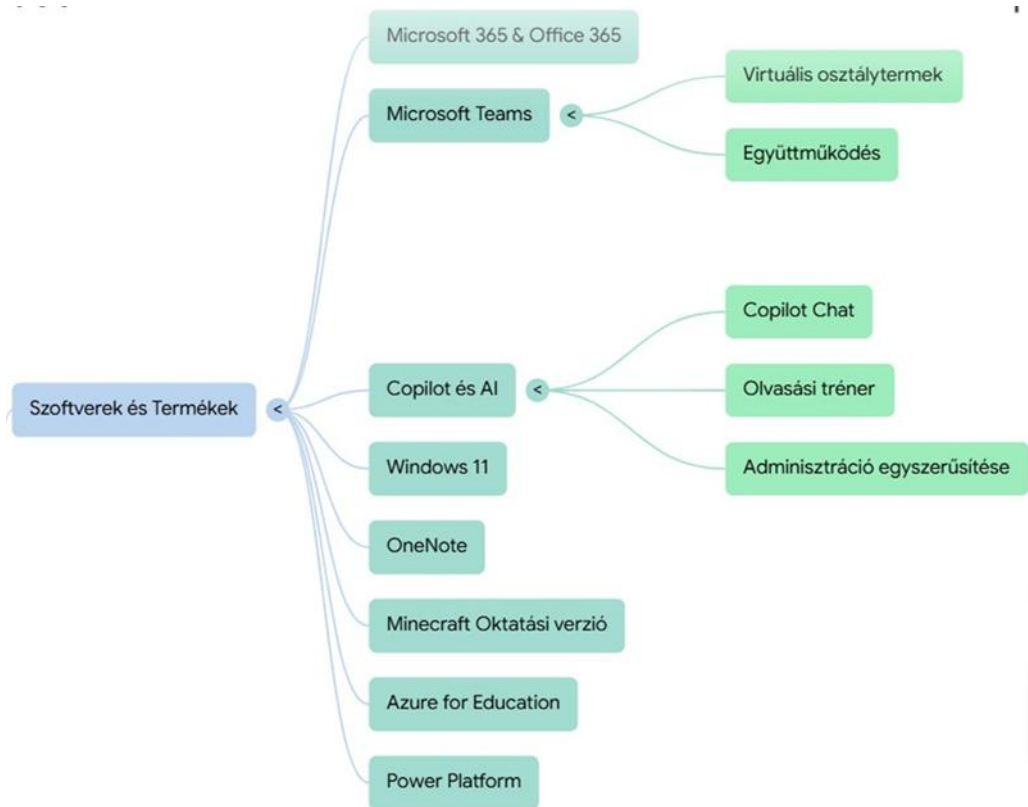 Microsoft 365 & Office 365
Microsoft Teams
Virtuális osztálytermek
Együttműködés
Szoftverek és Termékek
Copilot és AI
Copilot Chat
Olvasási tréner
Adminisztráció egyszerűsítése
Windows 11
OneNote
Minecraft Oktatási verzió
Azure for Education
Power Platform